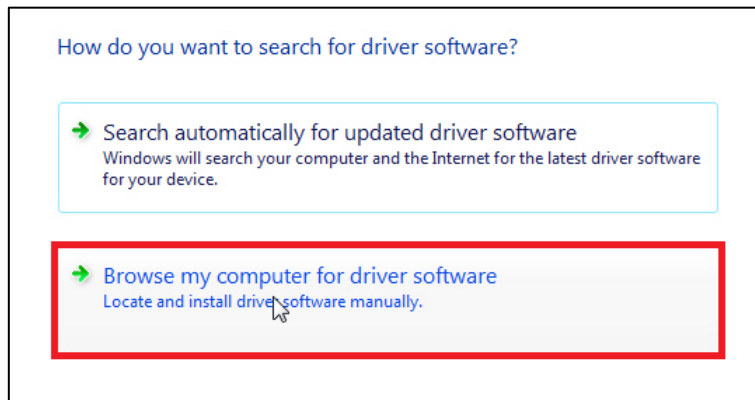 How do you want to search for driver software?
Search automatically for updated driver software
Windows will search your computer and the Internet for the latest driver software
for your device.
Browse my computer for driver software
Locate and install driver software manually.